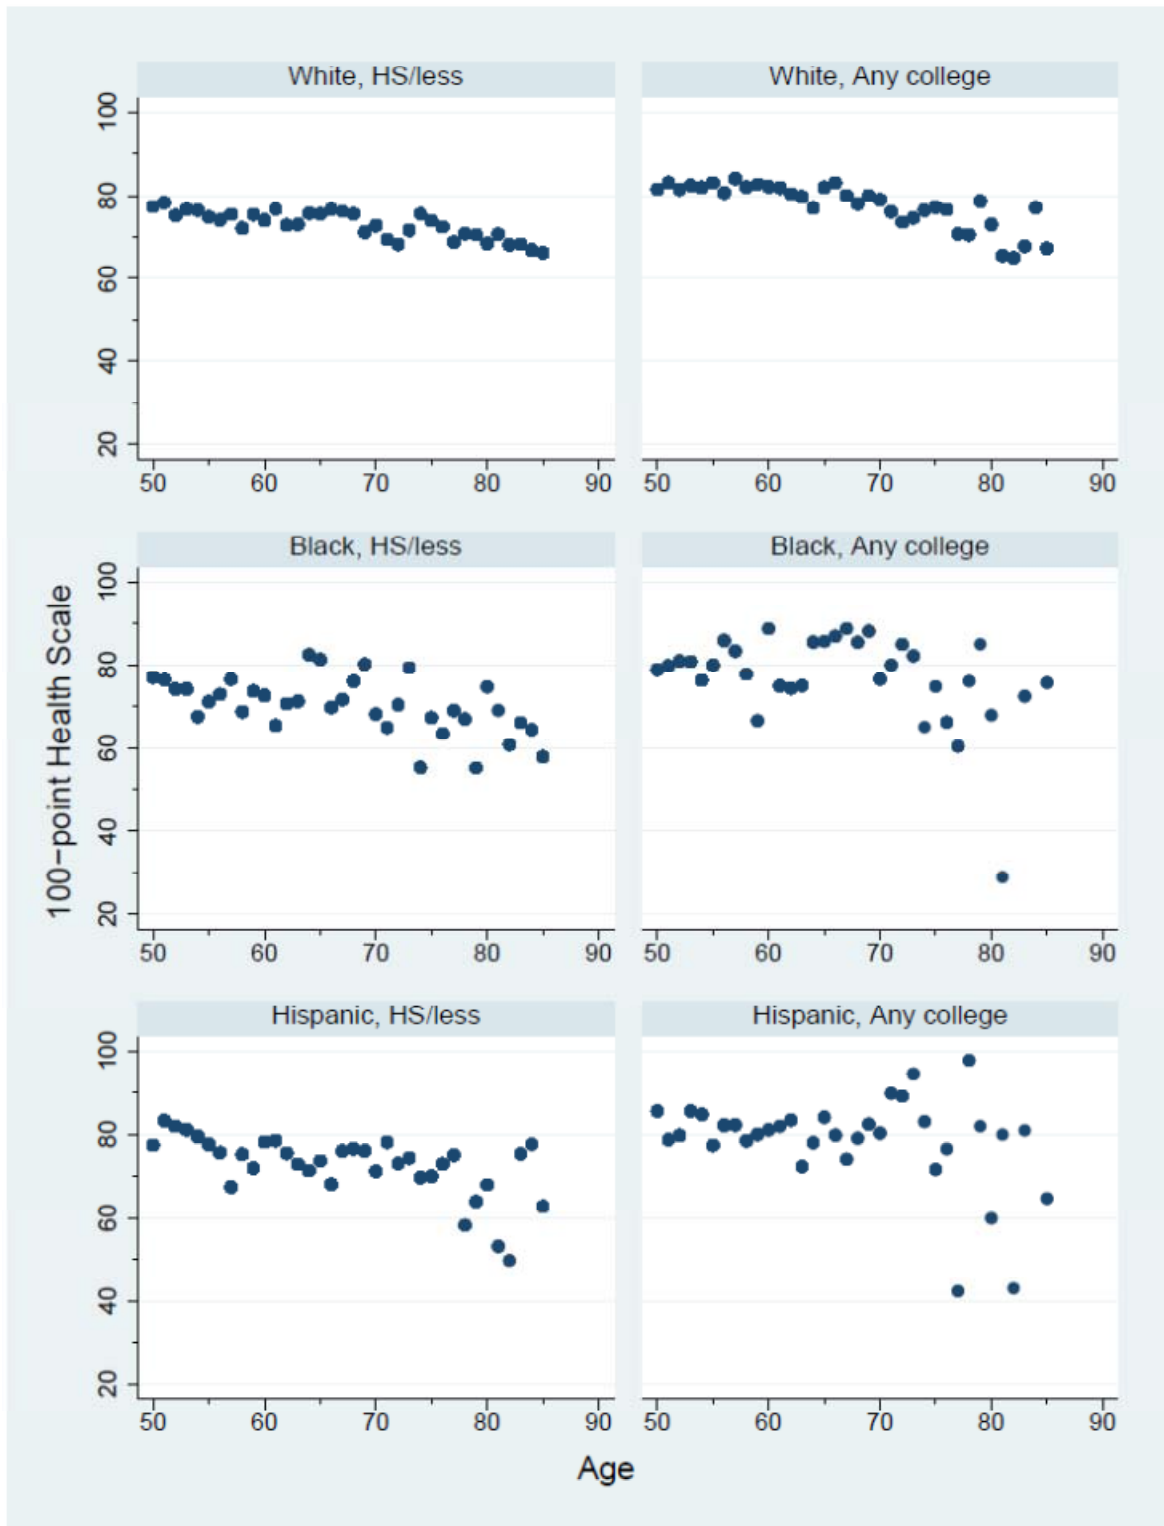 White, HS/less
White, Any college
100
80
60
40
20
50 60 70 80 90
50 60 70 80 90
Black, HS/less
Black, Any college
100-point Health Scale
100
80
60
40
20
50 60 70 80 90
50 60 70 80 90
Hispanic, HS/less
Hispanic, Any college
100
80
60
40
20
50 60 70 80 90
50 60 70 80 90
Age